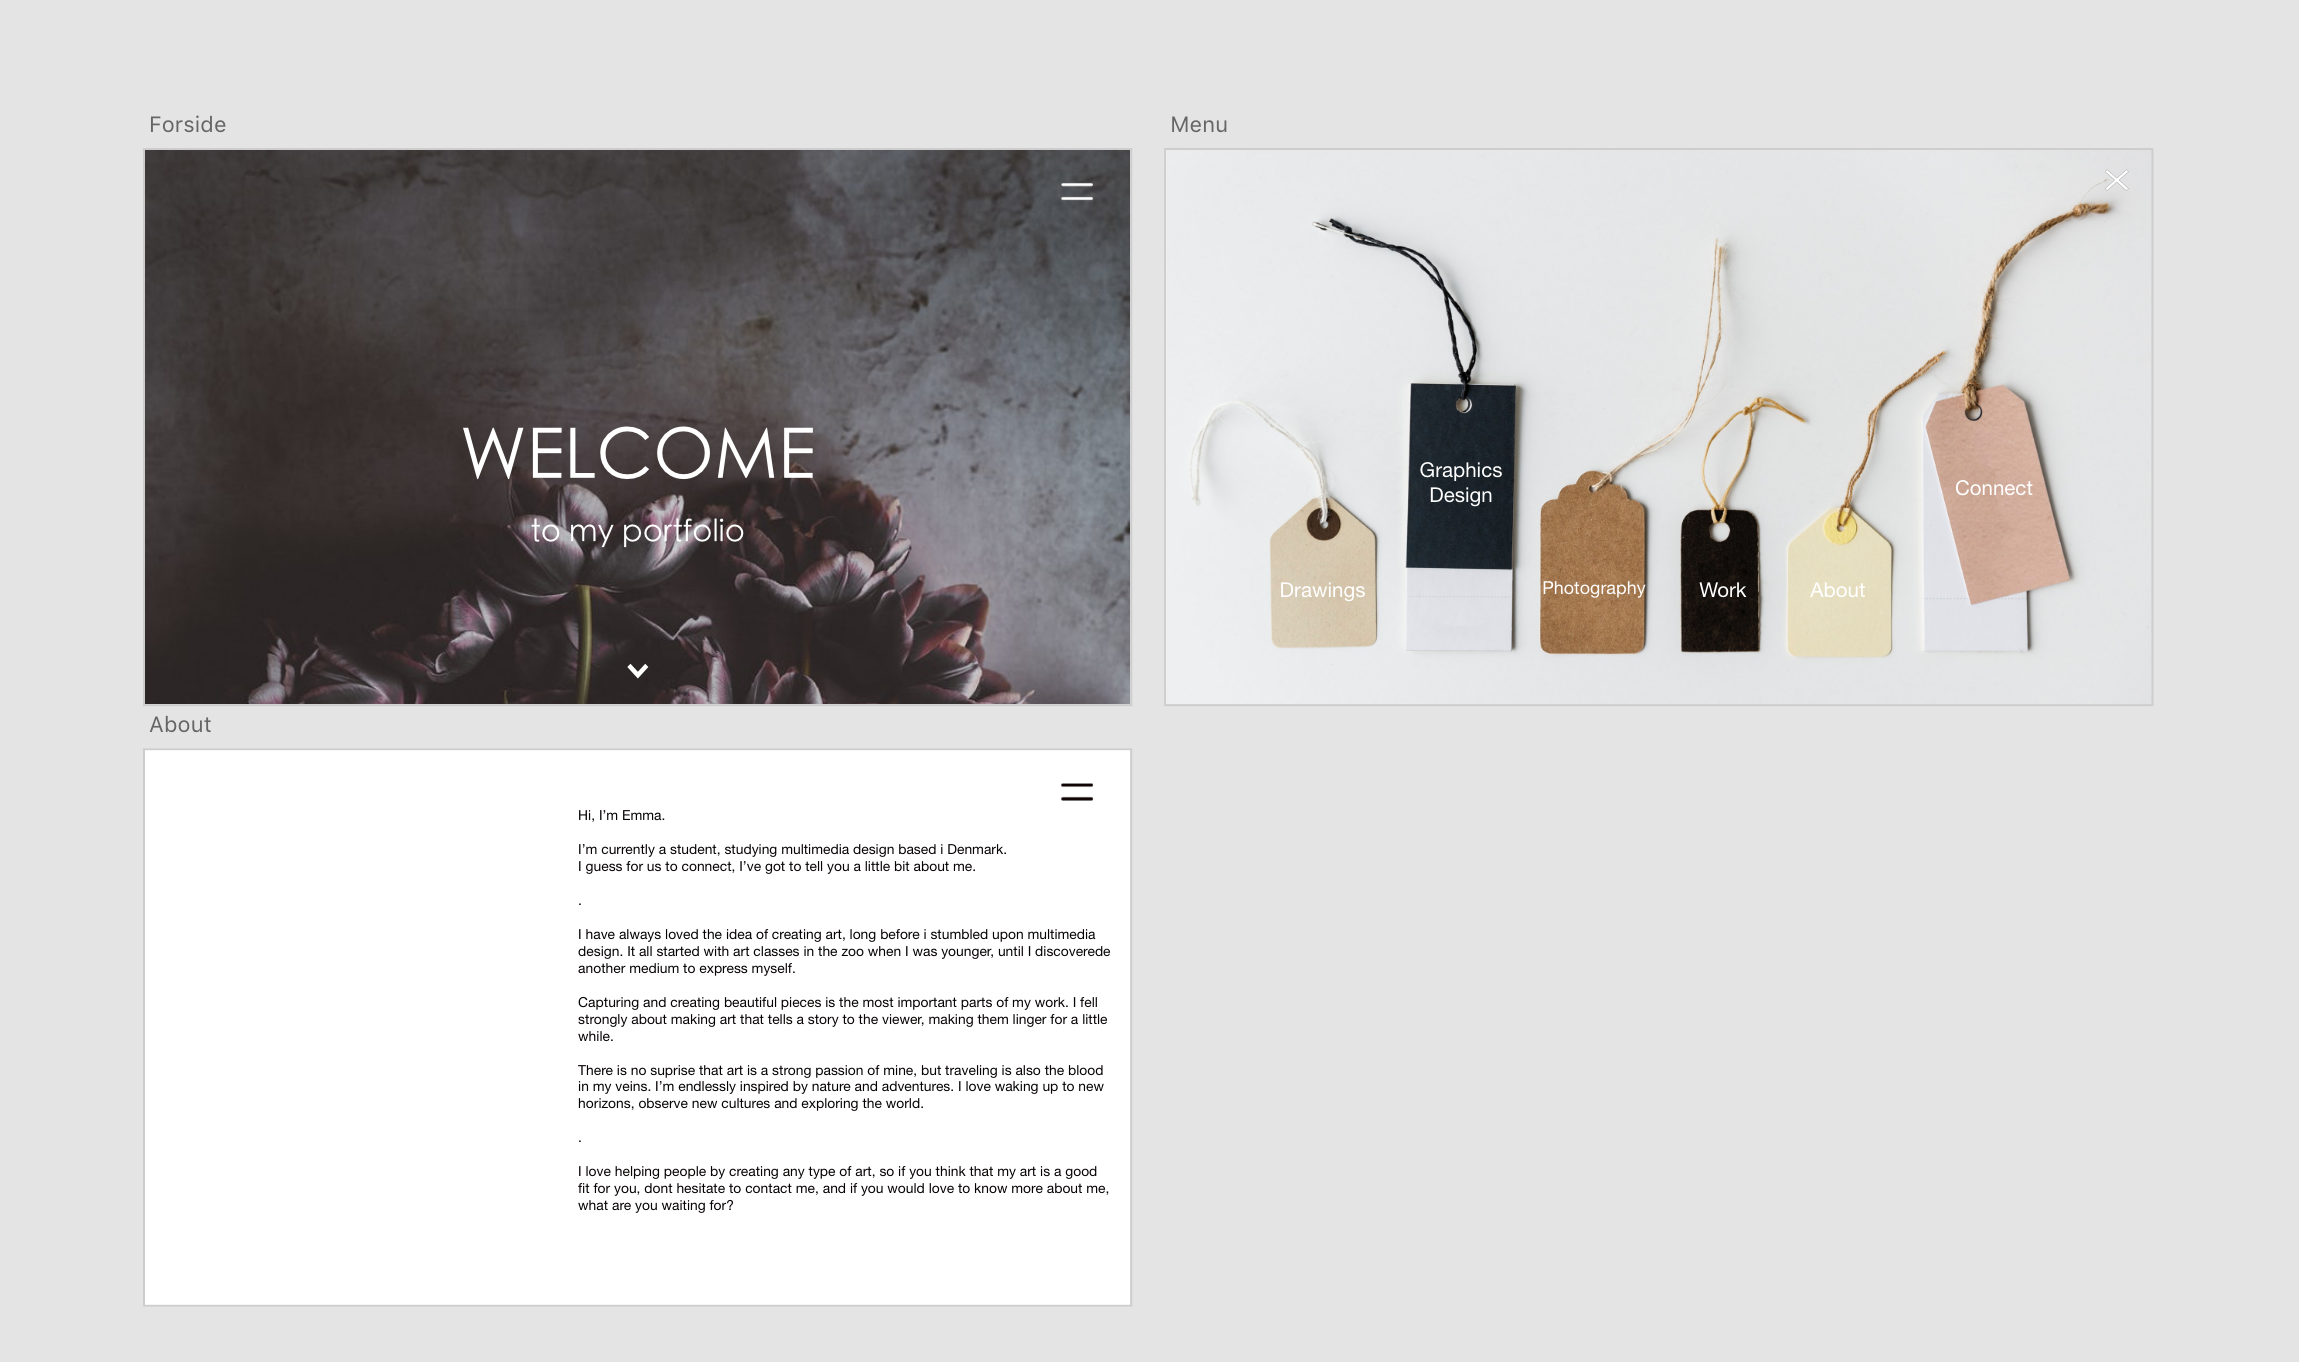 Forside
WELCOME
to my portfolio
Menu
Drawings
Graphics
Design
Photography
Work
About
Connect
About
Hi, I’m Emma.
I’m currently a student, studying multimedia design based i Denmark.
I guess for us to connect, I’ve got to tell you a little bit about me.
.
I have always loved the idea of creating art, long before i stumbled upon multimedia
design. It all started with art classes in the zoo when I was younger, until I discoverede
another medium to express myself.
Capturing and creating beautiful pieces is the most important parts of my work. I fell
strongly about making art that tells a story to the viewer, making them linger for a little
while.
There is no suprise that art is a strong passion of mine, but traveling is also the blood
in my veins. I’m endlessly inspired by nature and adventures. I love waking up to new
horizons, observe new cultures and exploring the world.
.
I love helping people by creating any type of art, so if you think that my art is a good
fit for you, dont hesitate to contact me, and if you would love to know more about me,
what are you waiting for?